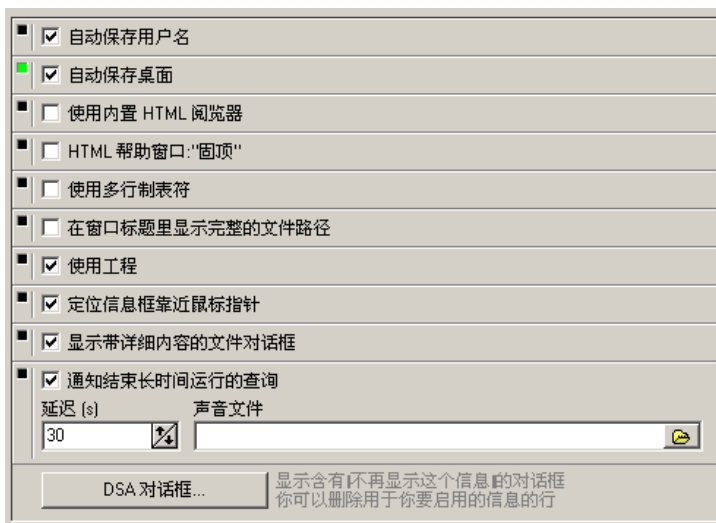 自动保存用户名
自动保存桌面
使用内置 HTML 阅览器
HTML 帮助窗口:"固顶"
使用多行制表符
在窗口标题里显示完整的文件路径
使用工程
定位信息框靠近鼠标指针
显示带详细内容的文件对话框
通知结束长时间运行的查询
延迟 (s) 声音文件
30
DSA 对话框...
显示含有'不再显示这个信息'的对话框
你可以删除用于你要启用的信息的行